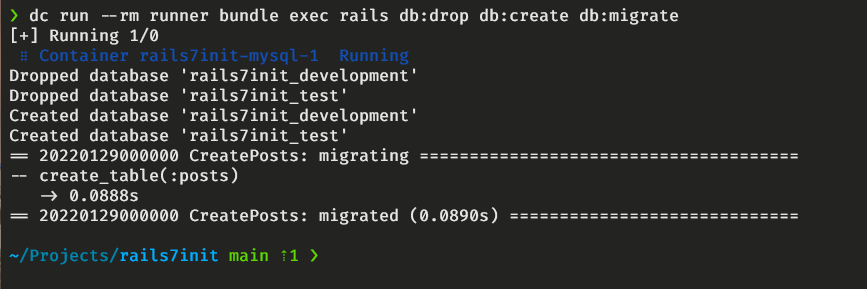 ❯ dc run --rm runner bundle exec rails db:drop db:create db:migrate
[+] Running 1/0
⠿ Container rails7init-mysql-1  Running
Dropped database 'rails7init_development'
Dropped database 'rails7init_test'
Created database 'rails7init_development'
Created database 'rails7init_test'
== 20220129000000 CreatePosts: migrating ======================================
-- create_table(:posts)
   -> 0.0888s
== 20220129000000 CreatePosts: migrated (0.0890s) =============================
~/Projects/rails7init main ⇡1 ❯